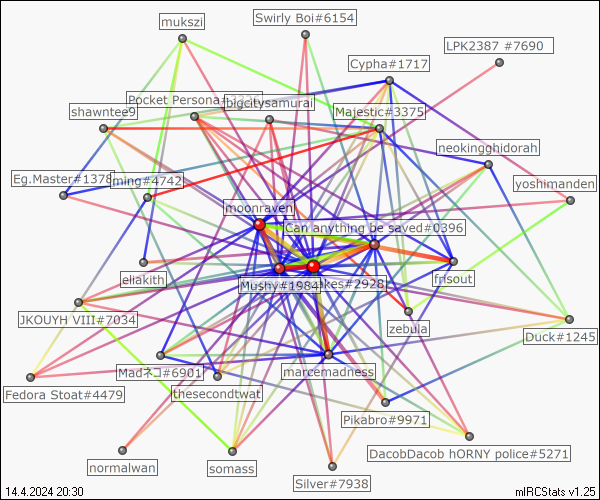 mukszi
Swirly Boi#6154
LPK2387 #7690
Cypha#1717
Pocket Persona
bigcitysamurai
shawntee9
Majestic#3375
neokingghidorah
Eg.Master#1378
ming#4742
yoshimanden
moonraven
Can anything be saved#0396
eliakith
Mushy#1984
akes#2928
frisout
JKOUYH VIII#7034
zebula
Duck#1245
Madネコ#6901
marcemadness
Fedora Stoat#4479
thesecondtwat
Pikabro#9971
DacobDacob hORNY police#5271
normalwan
somass
Silver#7938
14.4.2024 20:30
mIRCStats v1.25